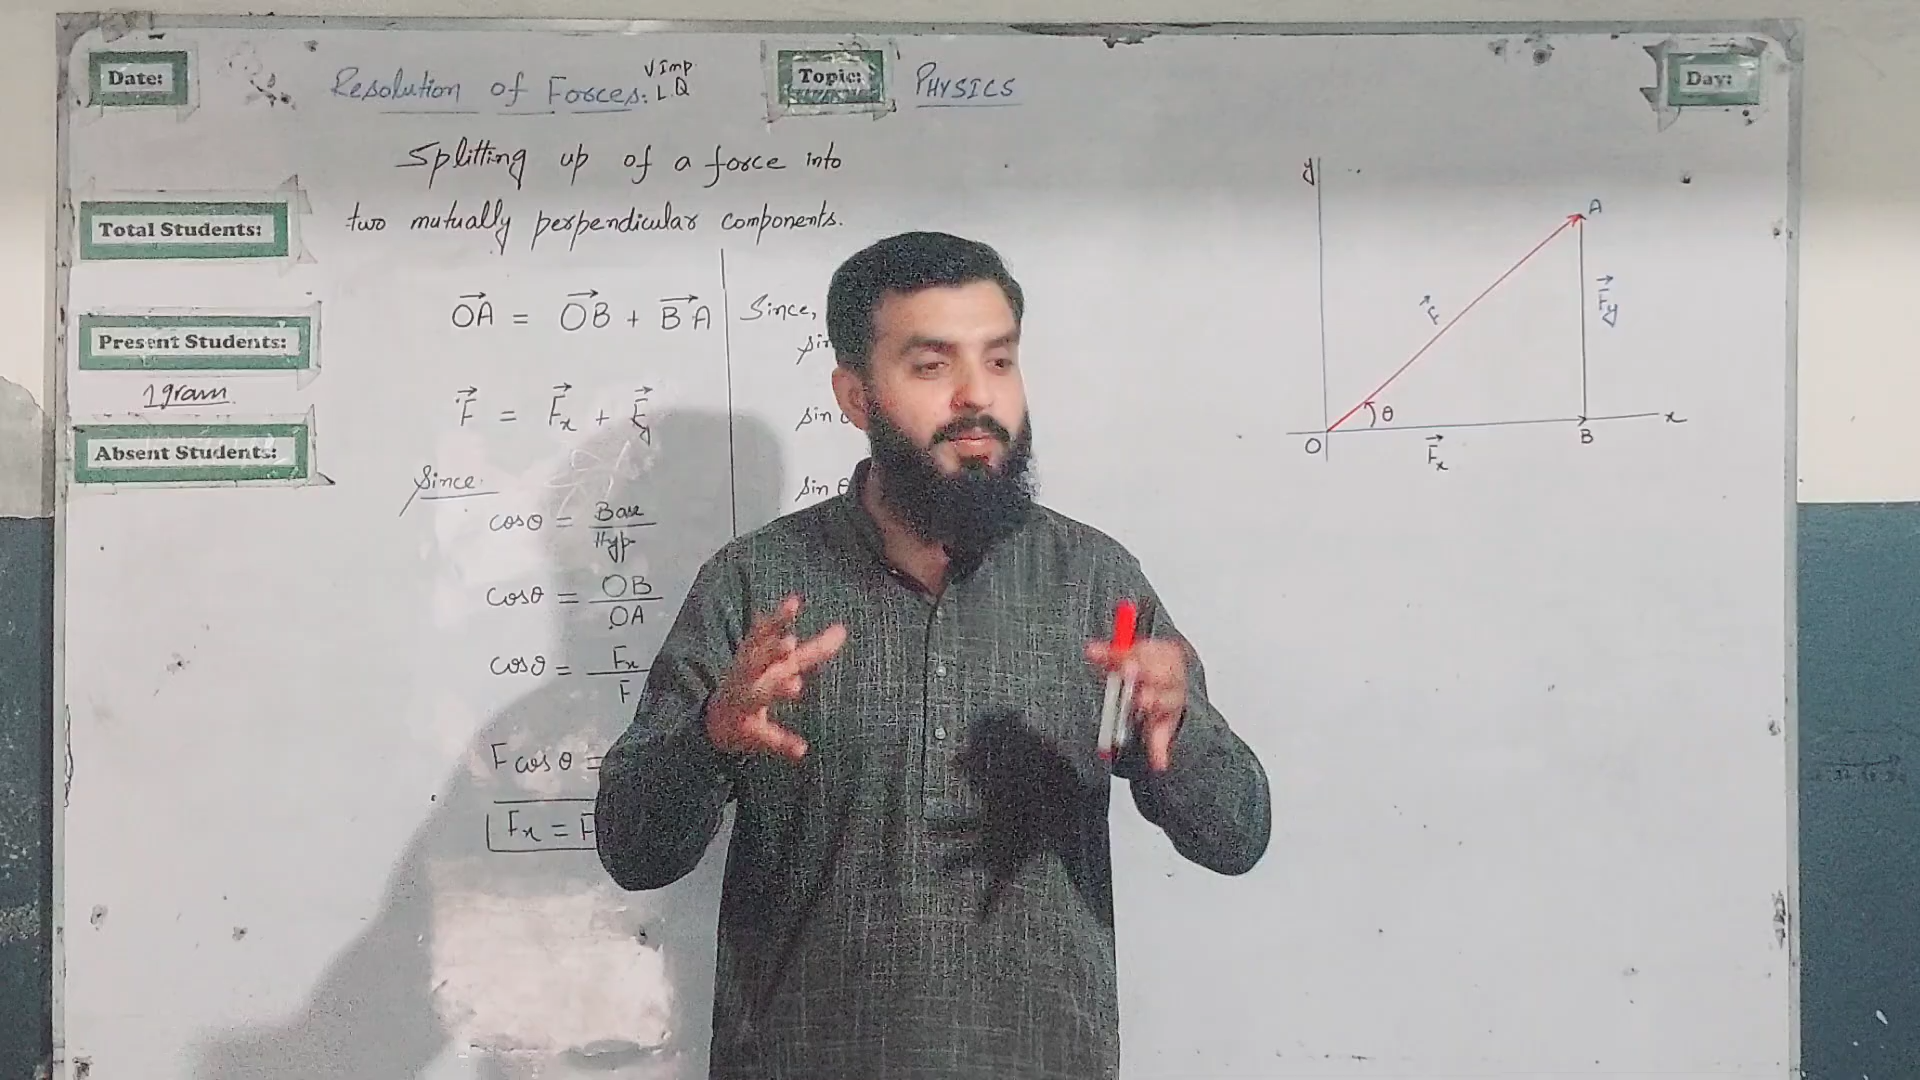 Date:
Resolution of Forces:
V Imp
L Q
Topic:
PHYSICS
Day:
Splitting up of a force into
two mutually perpendicular components.
Total Students:
Present Students:
1gram
Absent Students:
→OA = →OB + →BA
→F = →Fx + →Fy
Since
cosθ = Base/Hyp
cosθ = OB/OA
cosθ = Fx/F
F cos θ =
Fx = F
Since,
sin
sin θ
y
A
→F
→Fy
θ
O
→Fx
B
x